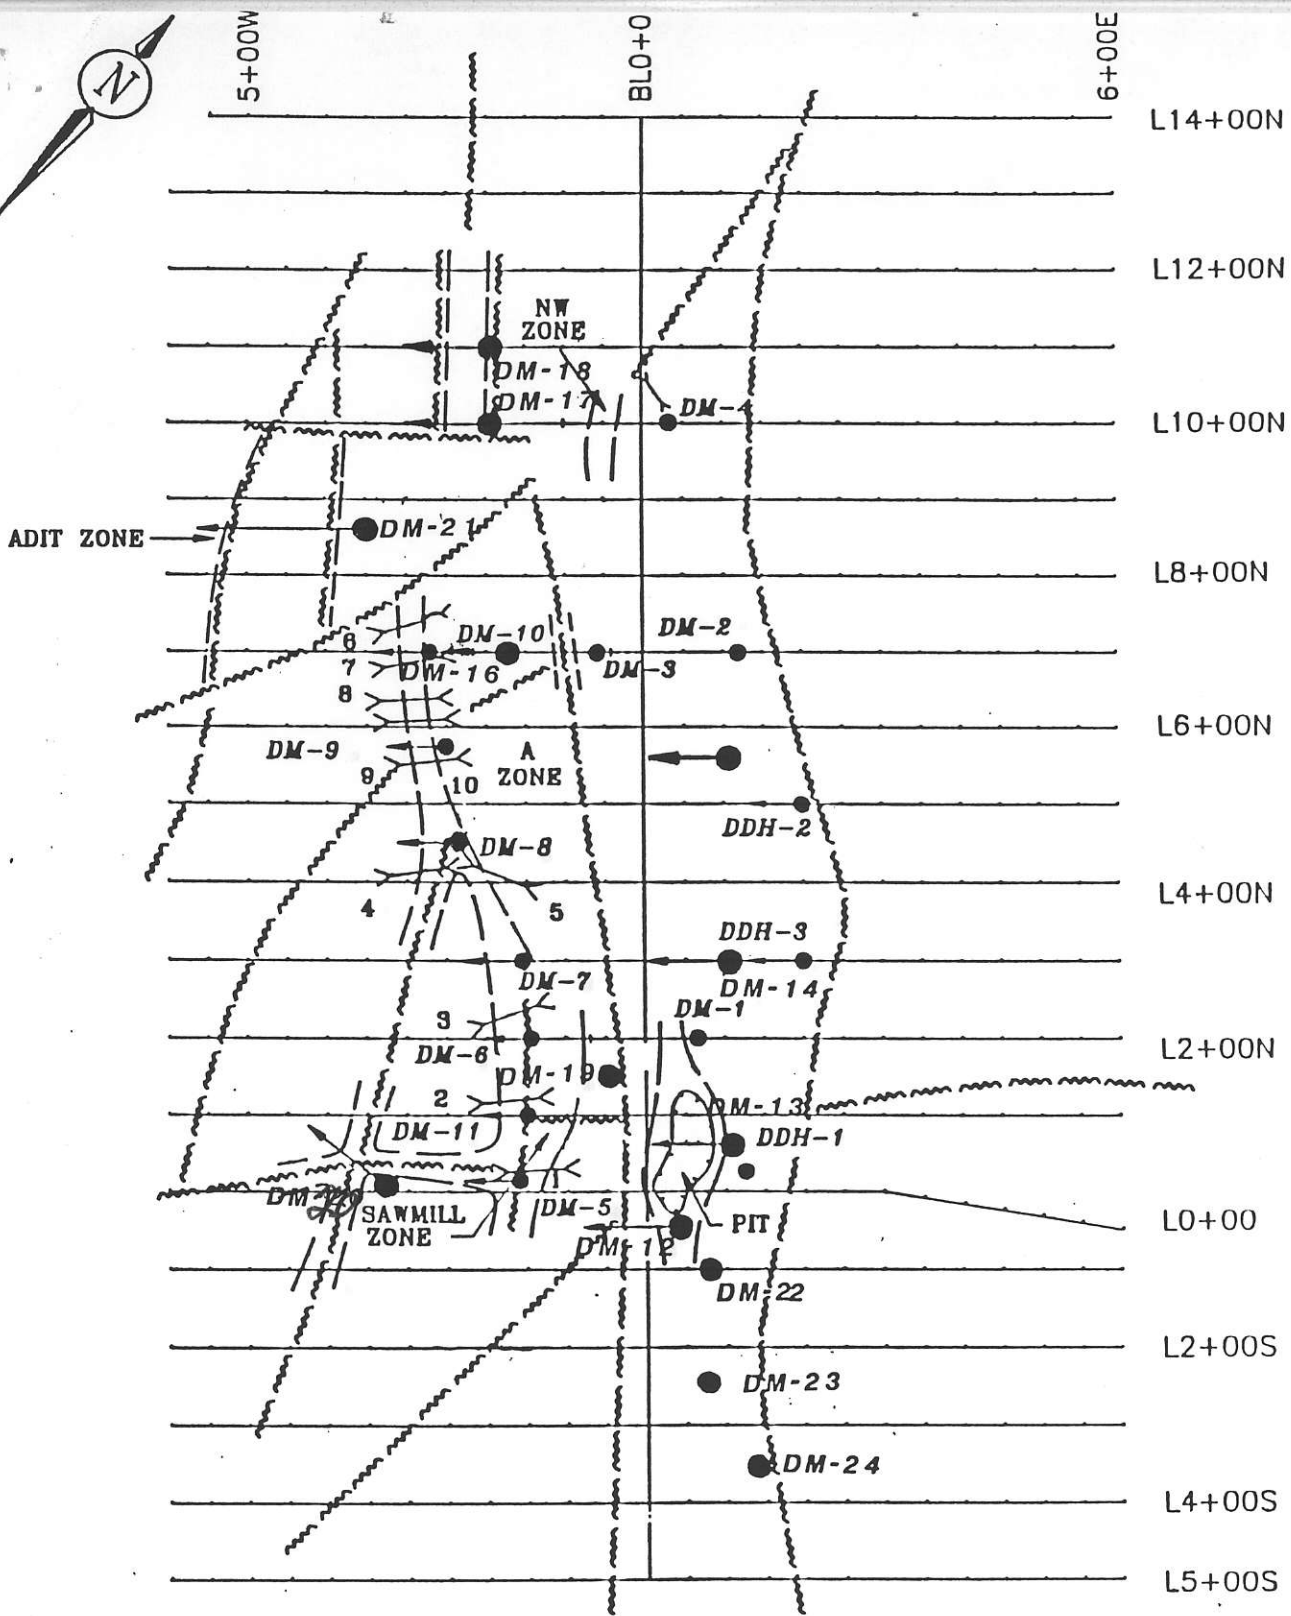 N
5+00W
BL0+0
6+00E
L14+00N
L12+00N
NW
ZONE
DM-18
DM-17
DM-4
L10+00N
DM-21
ADIT ZONE
L8+00N
6
DM-10
DM-2
7
DM-16
DM-3
8
L6+00N
DM-9
A
ZONE
9
10
DDH-2
DM-8
4
5
L4+00N
DDH-3
DM-7
DM-14
DM-1
3
DM-6
L2+00N
DM-19
2
DM-13
DM-11
DDH-1
1
DM-20
DM-5
SAWMILL
ZONE
PIT
L0+00
DM-12
DM-22
L2+00S
DM-23
DM-24
L4+00S
L5+00S